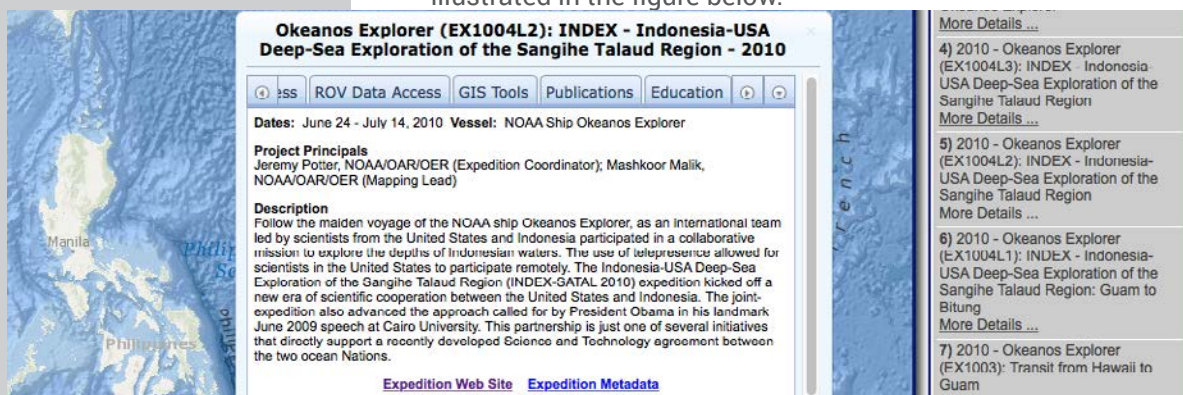 illustrated in the figure below.
Okeanos Explorer (EX1004L2): INDEX - Indonesia-USA
Deep-Sea Exploration of the Sangihe Talaud Region - 2010
ess ROV Data Access GIS Tools Publications Education
Dates: June 24 - July 14, 2010 Vessel: NOAA Ship Okeanos Explorer
Project Principals
Jeremy Potter, NOAA/OAR/OER (Expedition Coordinator); Mashkoor Malik,
NOAA/OAR/OER (Mapping Lead)
Description
Follow the maiden voyage of the NOAA ship Okeanos Explorer, as an international team
led by scientists from the United States and Indonesia participated in a collaborative
mission to explore the depths of Indonesian waters. The use of telepresence allowed for
scientists in the United States to participate remotely. The Indonesia-USA Deep-Sea
Exploration of the Sangihe Talaud Region (INDEX-GATAL 2010) expedition kicked off a
new era of scientific cooperation between the United States and Indonesia. The joint-
expedition also advanced the approach called for by President Obama in his landmark
June 2009 speech at Cairo University. This partnership is just one of several initiatives
that directly support a recently developed Science and Technology agreement between
the two ocean Nations.
Expedition Web Site Expedition Metadata
Manila
Philippines
More Details ...
4) 2010 - Okeanos Explorer
(EX1004L3): INDEX - Indonesia-
USA Deep-Sea Exploration of the
Sangihe Talaud Region
More Details ...
5) 2010 - Okeanos Explorer
(EX1004L2): INDEX - Indonesia-
USA Deep-Sea Exploration of the
Sangihe Talaud Region
More Details ...
6) 2010 - Okeanos Explorer
(EX1004L1): INDEX - Indonesia-
USA Deep-Sea Exploration of the
Sangihe Talaud Region: Guam to
Bitung
More Details ...
7) 2010 - Okeanos Explorer
(EX1003): Transit from Hawaii to
Guam